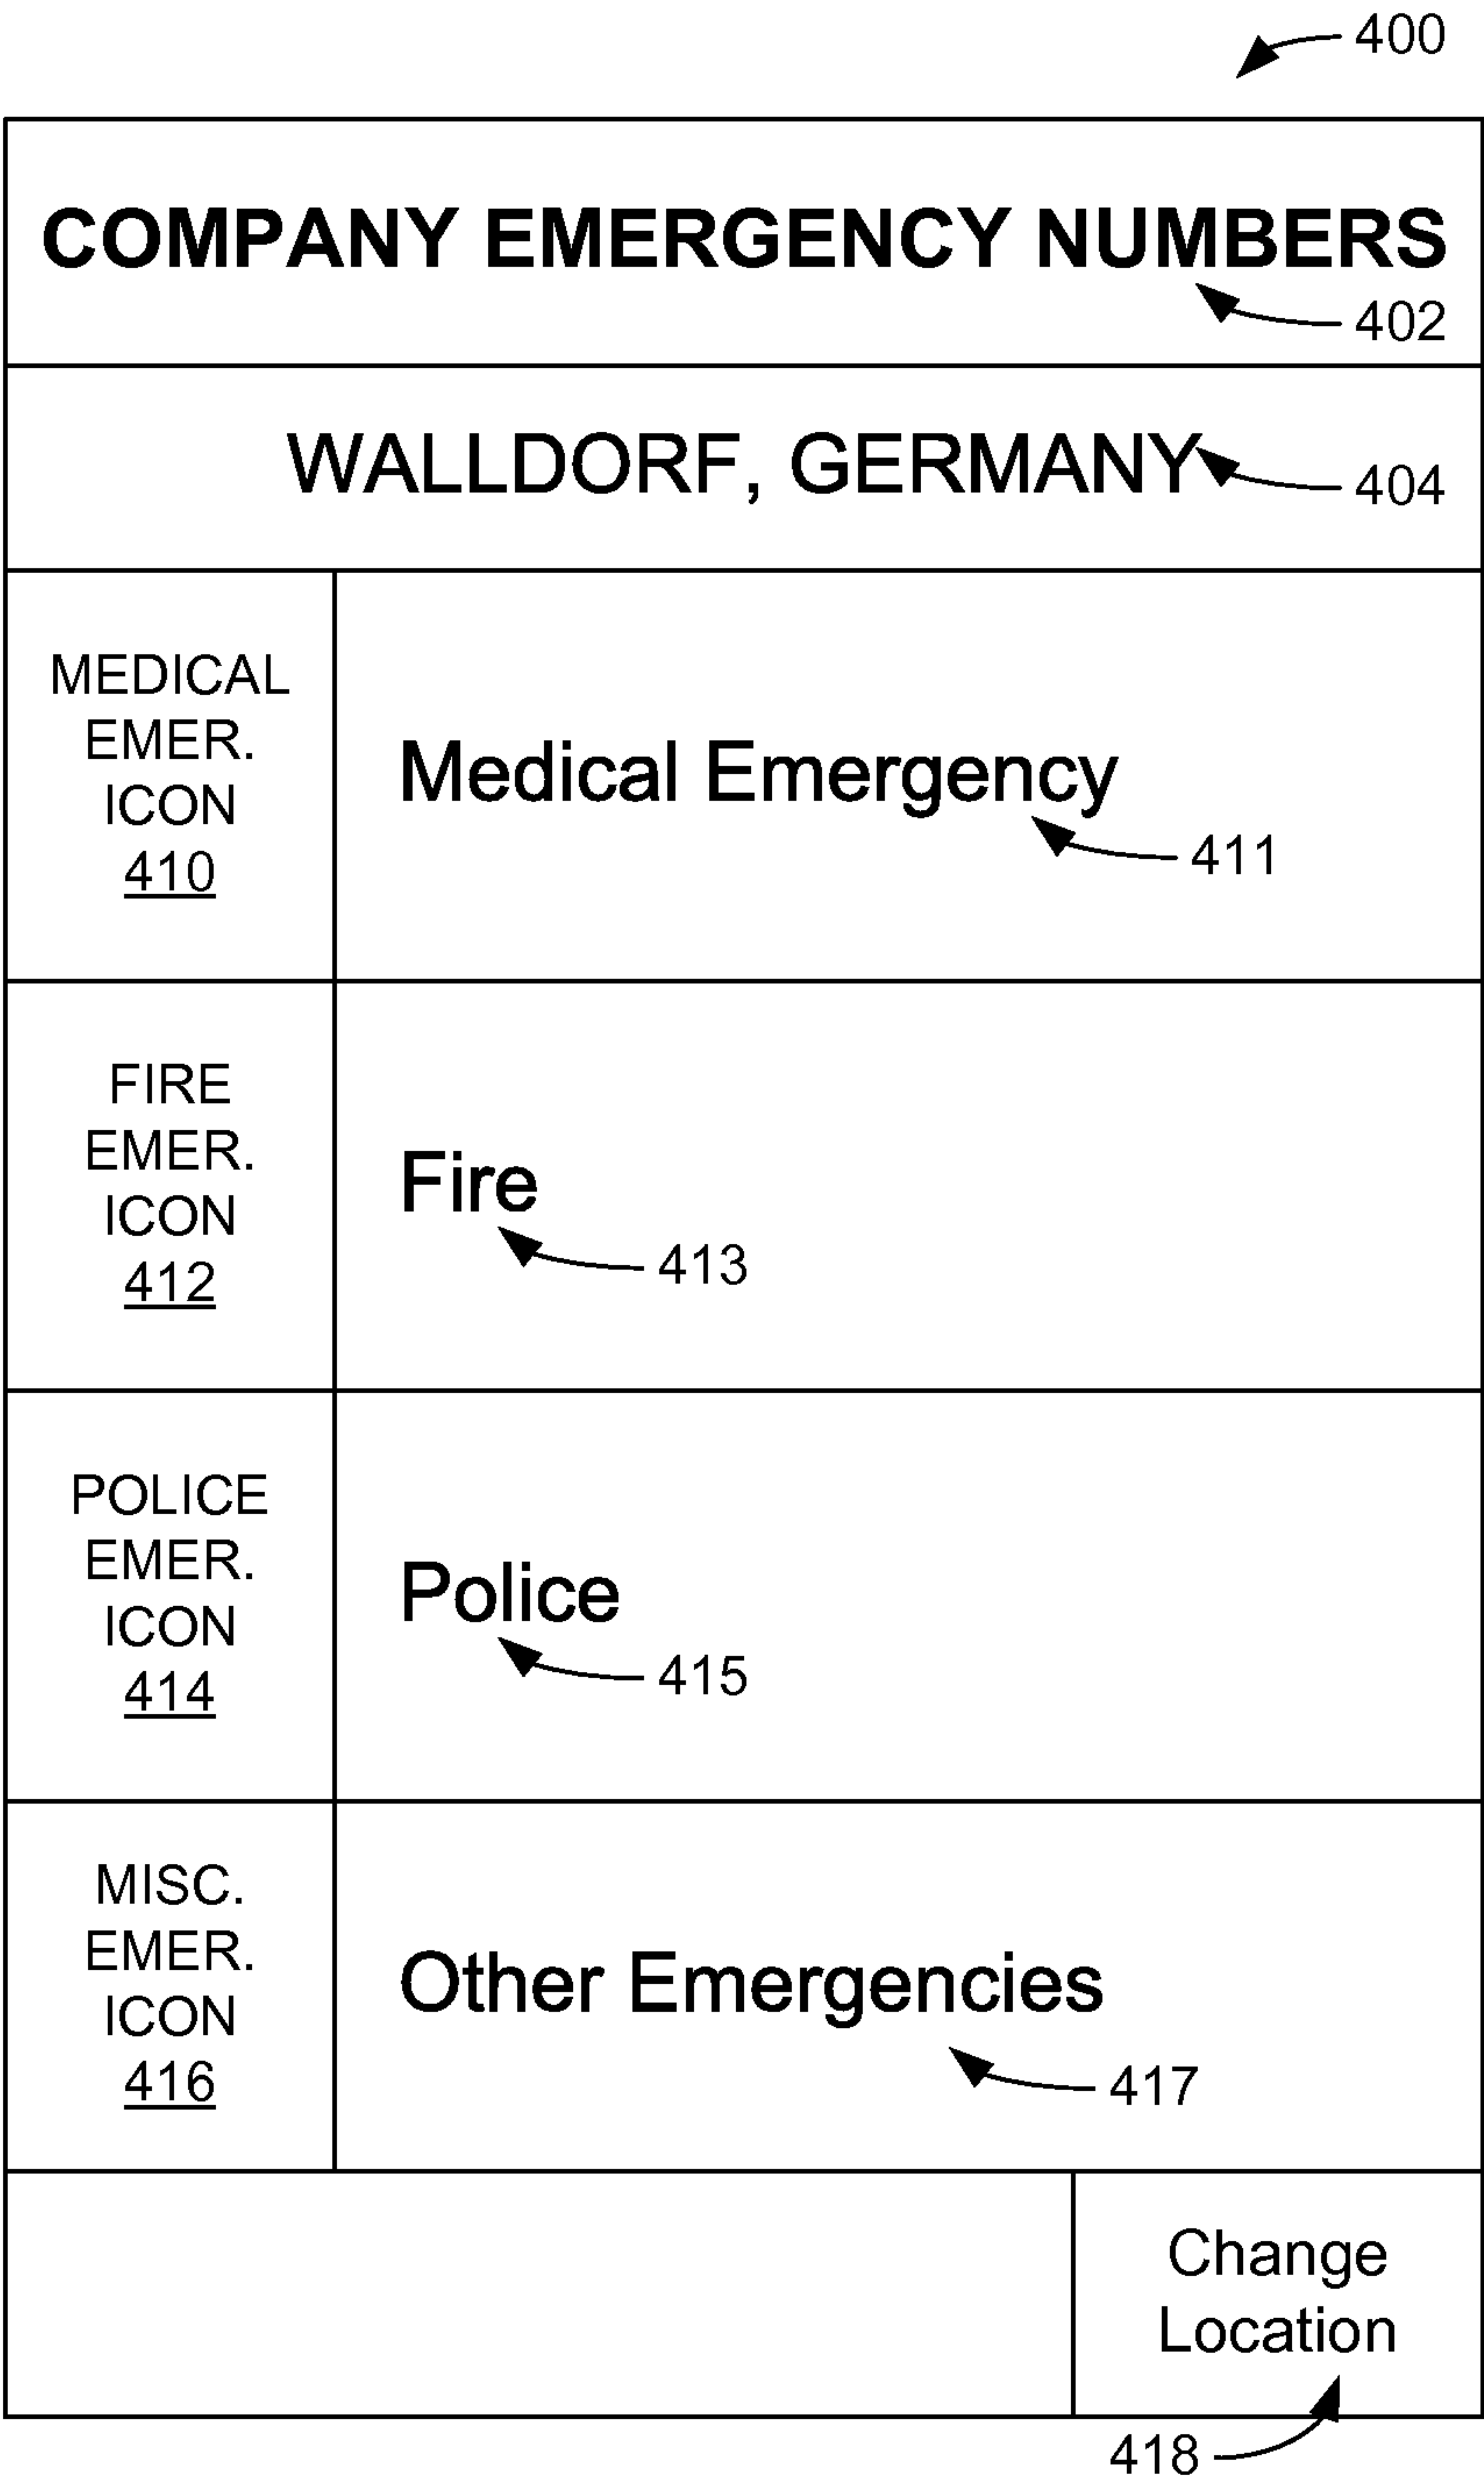 400
COMPANY EMERGENCY NUMBERS
402
WALLDORF, GERMANY
404
MEDICAL
EMER.
ICON
410
Medical Emergency
411
FIRE
EMER.
ICON
412
Fire
413
POLICE
EMER.
ICON
414
Police
415
MISC.
EMER.
ICON
416
Other Emergencies
417
Change
Location
418